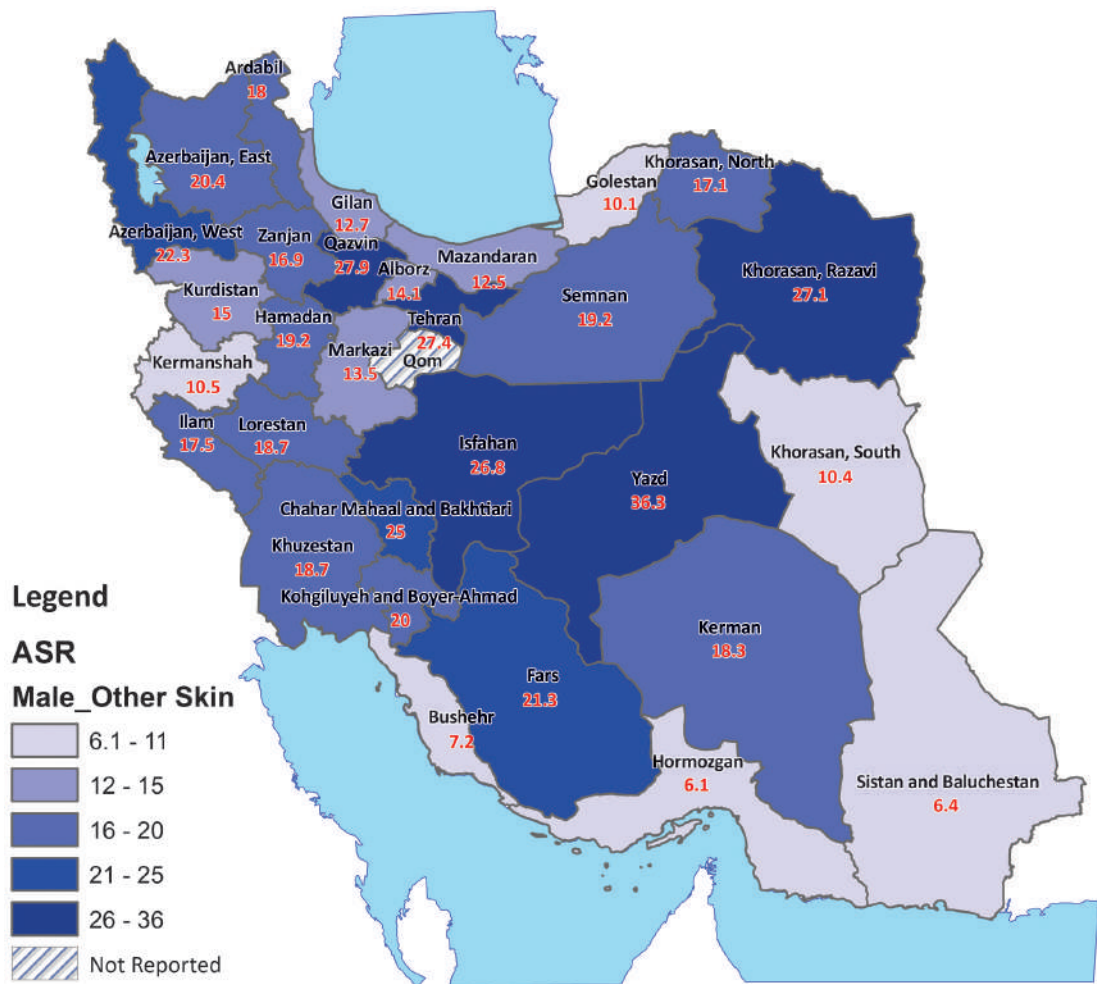 Ardabil
18
Azerbaijan, East
20.4
Khorasan, North
17.1
Golestan
10.1
Gilan
12.7
Azerbaijan, West
22.3
Zanjan
16.9
Qazvin
27.9
Mazandaran
12.5
Alborz
14.1
Khorasan, Razavi
27.1
Kurdistan
15
Semnan
19.2
Hamadan
19.2
Tehran
27.4
Qom
Markazi
13.5
Kermanshah
10.5
Ilam
17.5
Lorestan
18.7
Isfahan
26.8
Khorasan, South
10.4
Yazd
36.3
Chahar Mahaal and Bakhtiari
25
Khuzestan
18.7
Kohgiluyeh and Boyer-Ahmad
20
Kerman
18.3
Fars
21.3
Bushehr
7.2
Hormozgan
6.1
Sistan and Baluchestan
6.4
Legend
ASR
Male_Other Skin
6.1 - 11
12 - 15
16 - 20
21 - 25
26 - 36
Not Reported